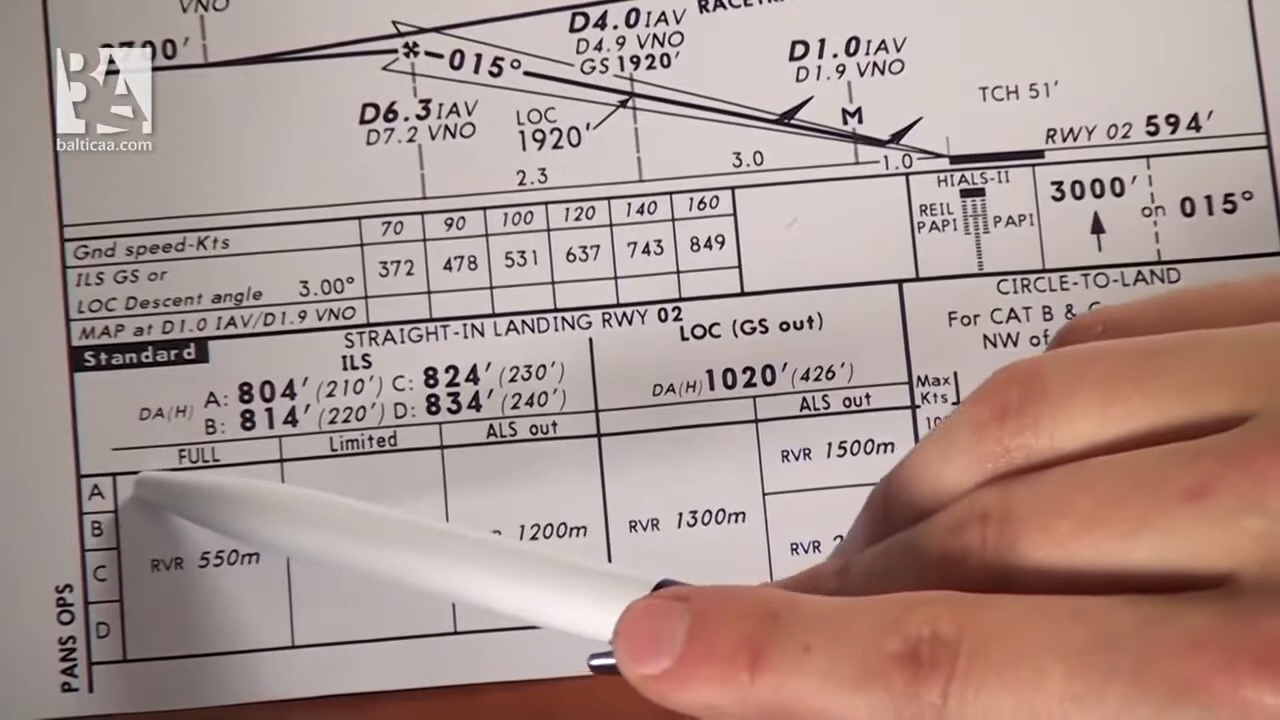 VNO
BA
balticaa.com
015°
D6.3 IAV
D7.2 VNO
LOC
1920′
D4.0 IAV
D4.9 VNO
GS 1920′
D1.0 IAV
D1.9 VNO
M
TCH 51′
RWY 02 594′
2.3
3.0
1.0
Gnd speed-Kts 70 90 100 120 140 160
ILS GS or
LOC Descent angle 3.00° 372 478 531 637 743 849
MAP at D1.0 IAV/D1.9 VNO
HIALS-II
REIL
PAPI
PAPI
3000′
on 015°
Standard
STRAIGHT-IN LANDING RWY 02
ILS
DA(H)
A: 804′ (210′) C: 824′ (230′)
B: 814′ (220′) D: 834′ (240′)
LOC (GS out)
DA(H) 1020′ (426′)
CIRCLE-TO-LAND
For CAT B &
NW of
Max
Kts
FULL
Limited
ALS out
ALS out
A
B
C
D
RVR 550m
1200m
RVR 1300m
RVR 1500m
RVR
PANS OPS